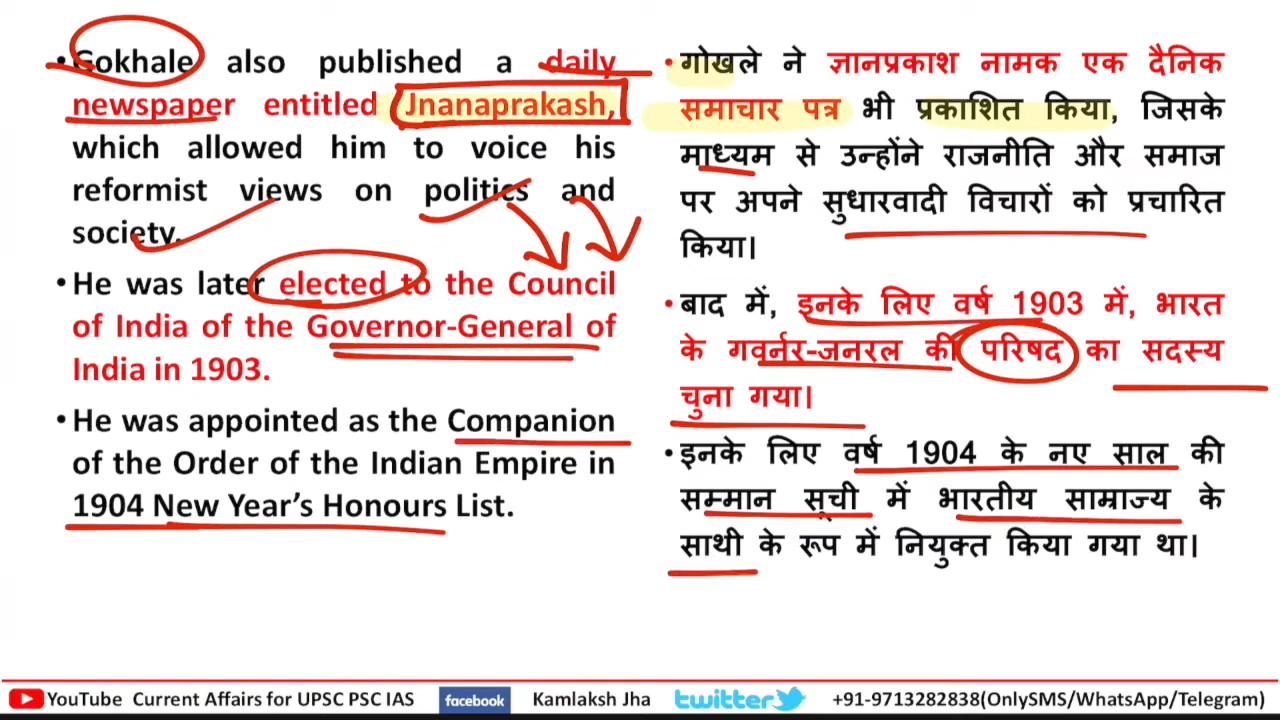 • Gokhale also published a daily
newspaper entitled Jnanaprakash,
which allowed him to voice his
reformist views on politics and
society.
• He was later elected to the Council
of India of the Governor-General of
India in 1903.
• He was appointed as the Companion
of the Order of the Indian Empire in
1904 New Year’s Honours List.
• गोखले ने ज्ञानप्रकाश नामक एक दैनिक
समाचार पत्र भी प्रकाशित किया, जिसके
माध्यम से उन्होंने राजनीति और समाज
पर अपने सुधारवादी विचारों को प्रचारित
किया।
• बाद में, इनके लिए वर्ष 1903 में, भारत
के गवर्नर-जनरल की परिषद का सदस्य
चुना गया।
• इनके लिए वर्ष 1904 के नए साल की
सम्मान सूची में भारतीय साम्राज्य के
साथी के रूप में नियुक्त किया गया था।
YouTube Current Affairs for UPSC PSC IAS facebook Kamlaksh Jha twitter +91-9713282838(OnlySMS/WhatsApp/Telegram)